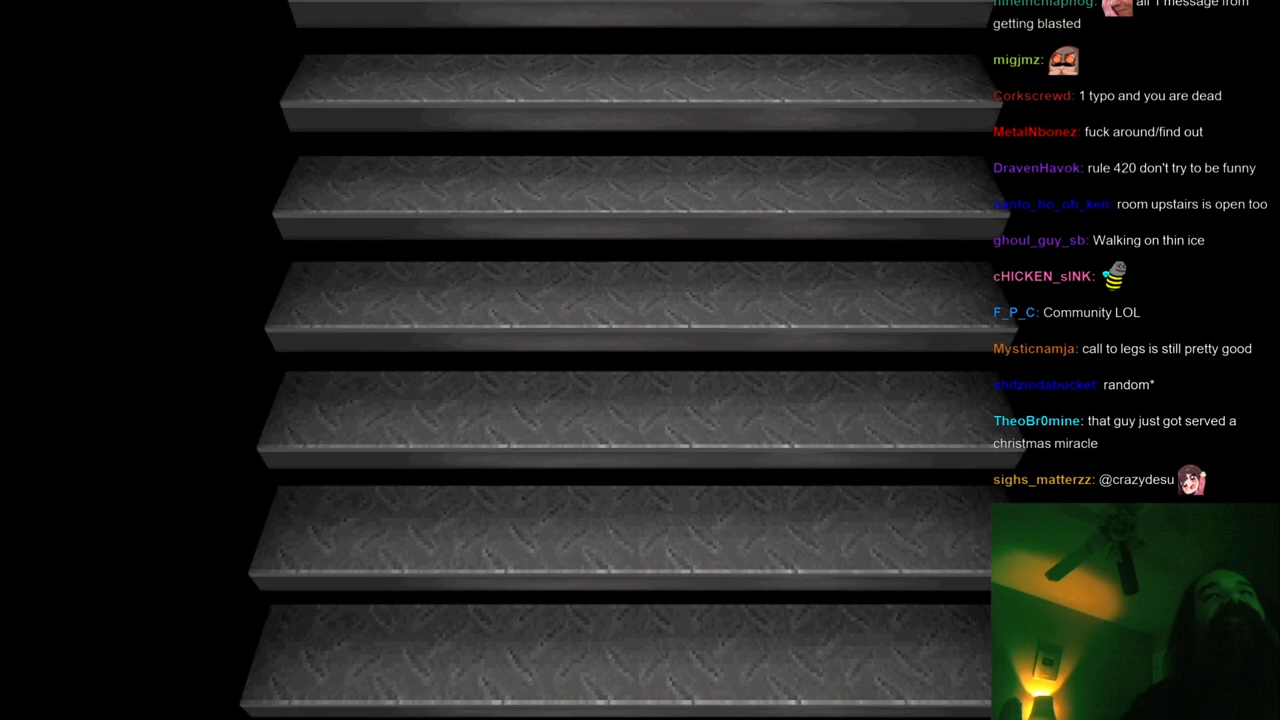 all 1 message from
getting blasted
migjmz:
Corkscrewd: 1 typo and you are dead
MetalNbonez: fuck around/find out
DravenHavok: rule 420 don't try to be funny
nanto_ho_oh_ken: room upstairs is open too
ghoul_guy_sb: Walking on thin ice
cHICKEN_sINK:
F_P_C: Community LOL
Mysticnamja: call to legs is still pretty good
shitzindabucket: random*
TheoBr0mine: that guy just got served a
christmas miracle
sighs_matterzz: @crazydesu